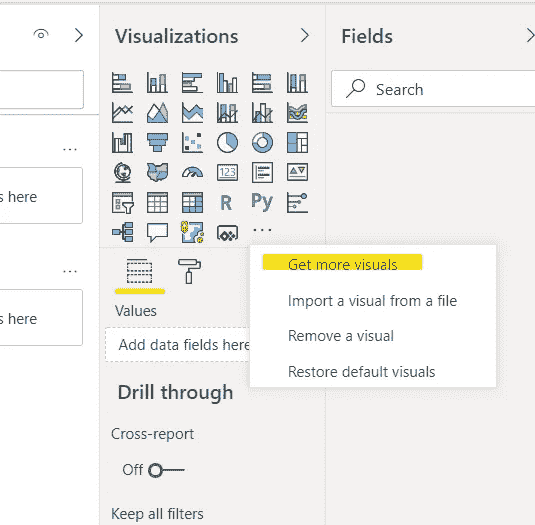 Visualizations
Fields
Search
123
R
Py
...
...
s here
...
s here
...
Get more visuals
Import a visual from a file
Remove a visual
Restore default visuals
Values
Add data fields here
Drill through
Cross-report
Off
Keep all filters